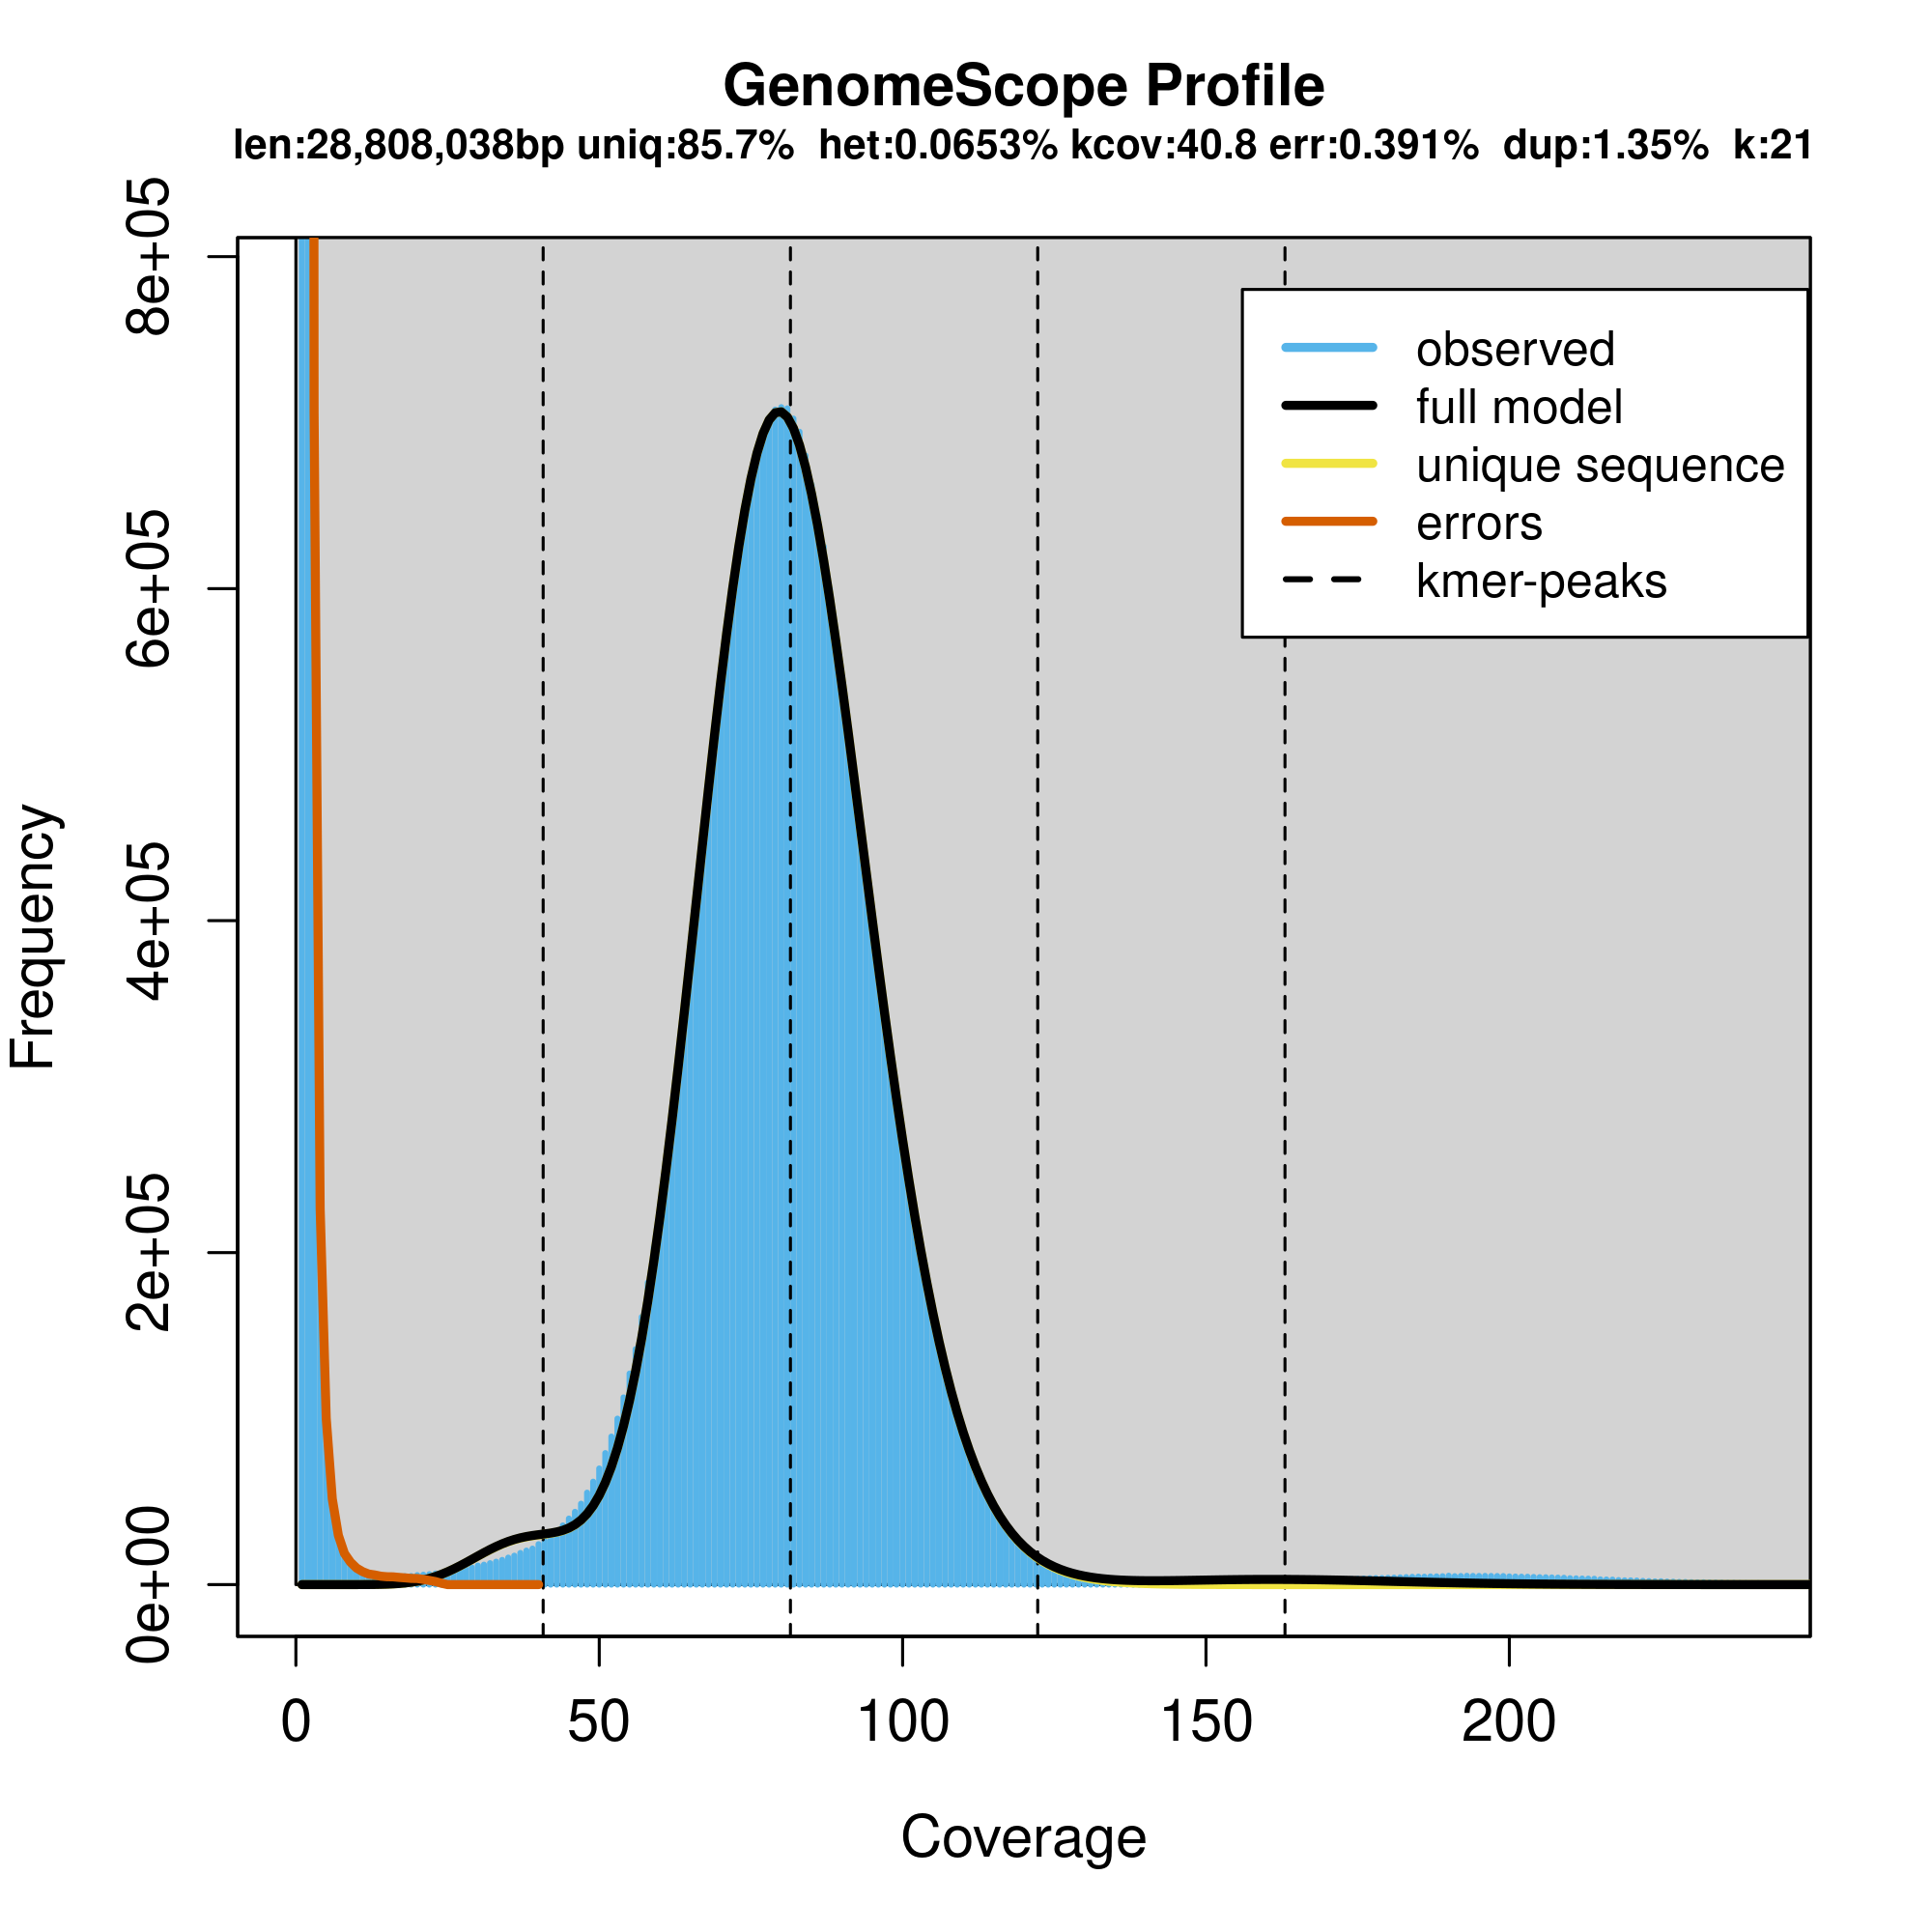 GenomeScope Profile
len:28,808,038bp uniq:85.7% het:0.0653% kcov:40.8 err:0.391% dup:1.35% k:21
8e+05
6e+05
4e+05
2e+05
0e+00
Frequency
observed
full model
unique sequence
errors
kmer-peaks
0 50 100 150 200
Coverage